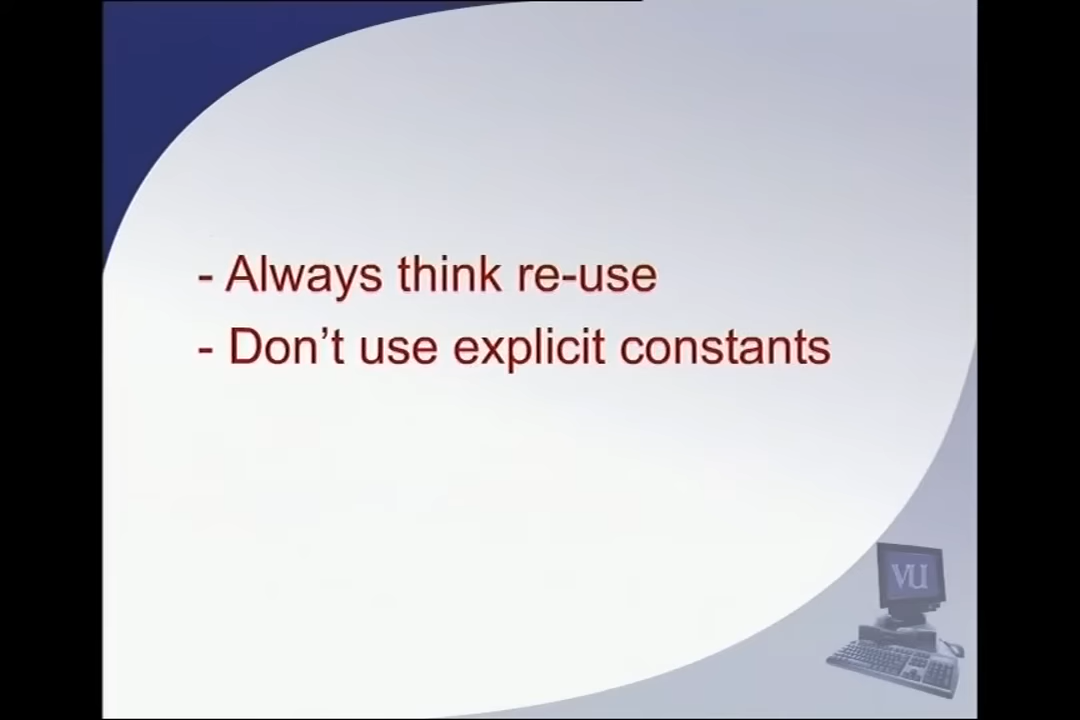 - Always think re-use
- Don’t use explicit constants
VU